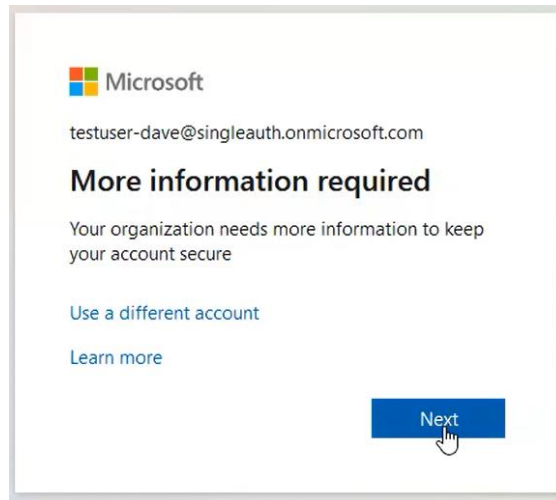 Microsoft
testuser-dave@singleauth.onmicrosoft.com
More information required
Your organization needs more information to keep
your account secure
Use a different account
Learn more
Next